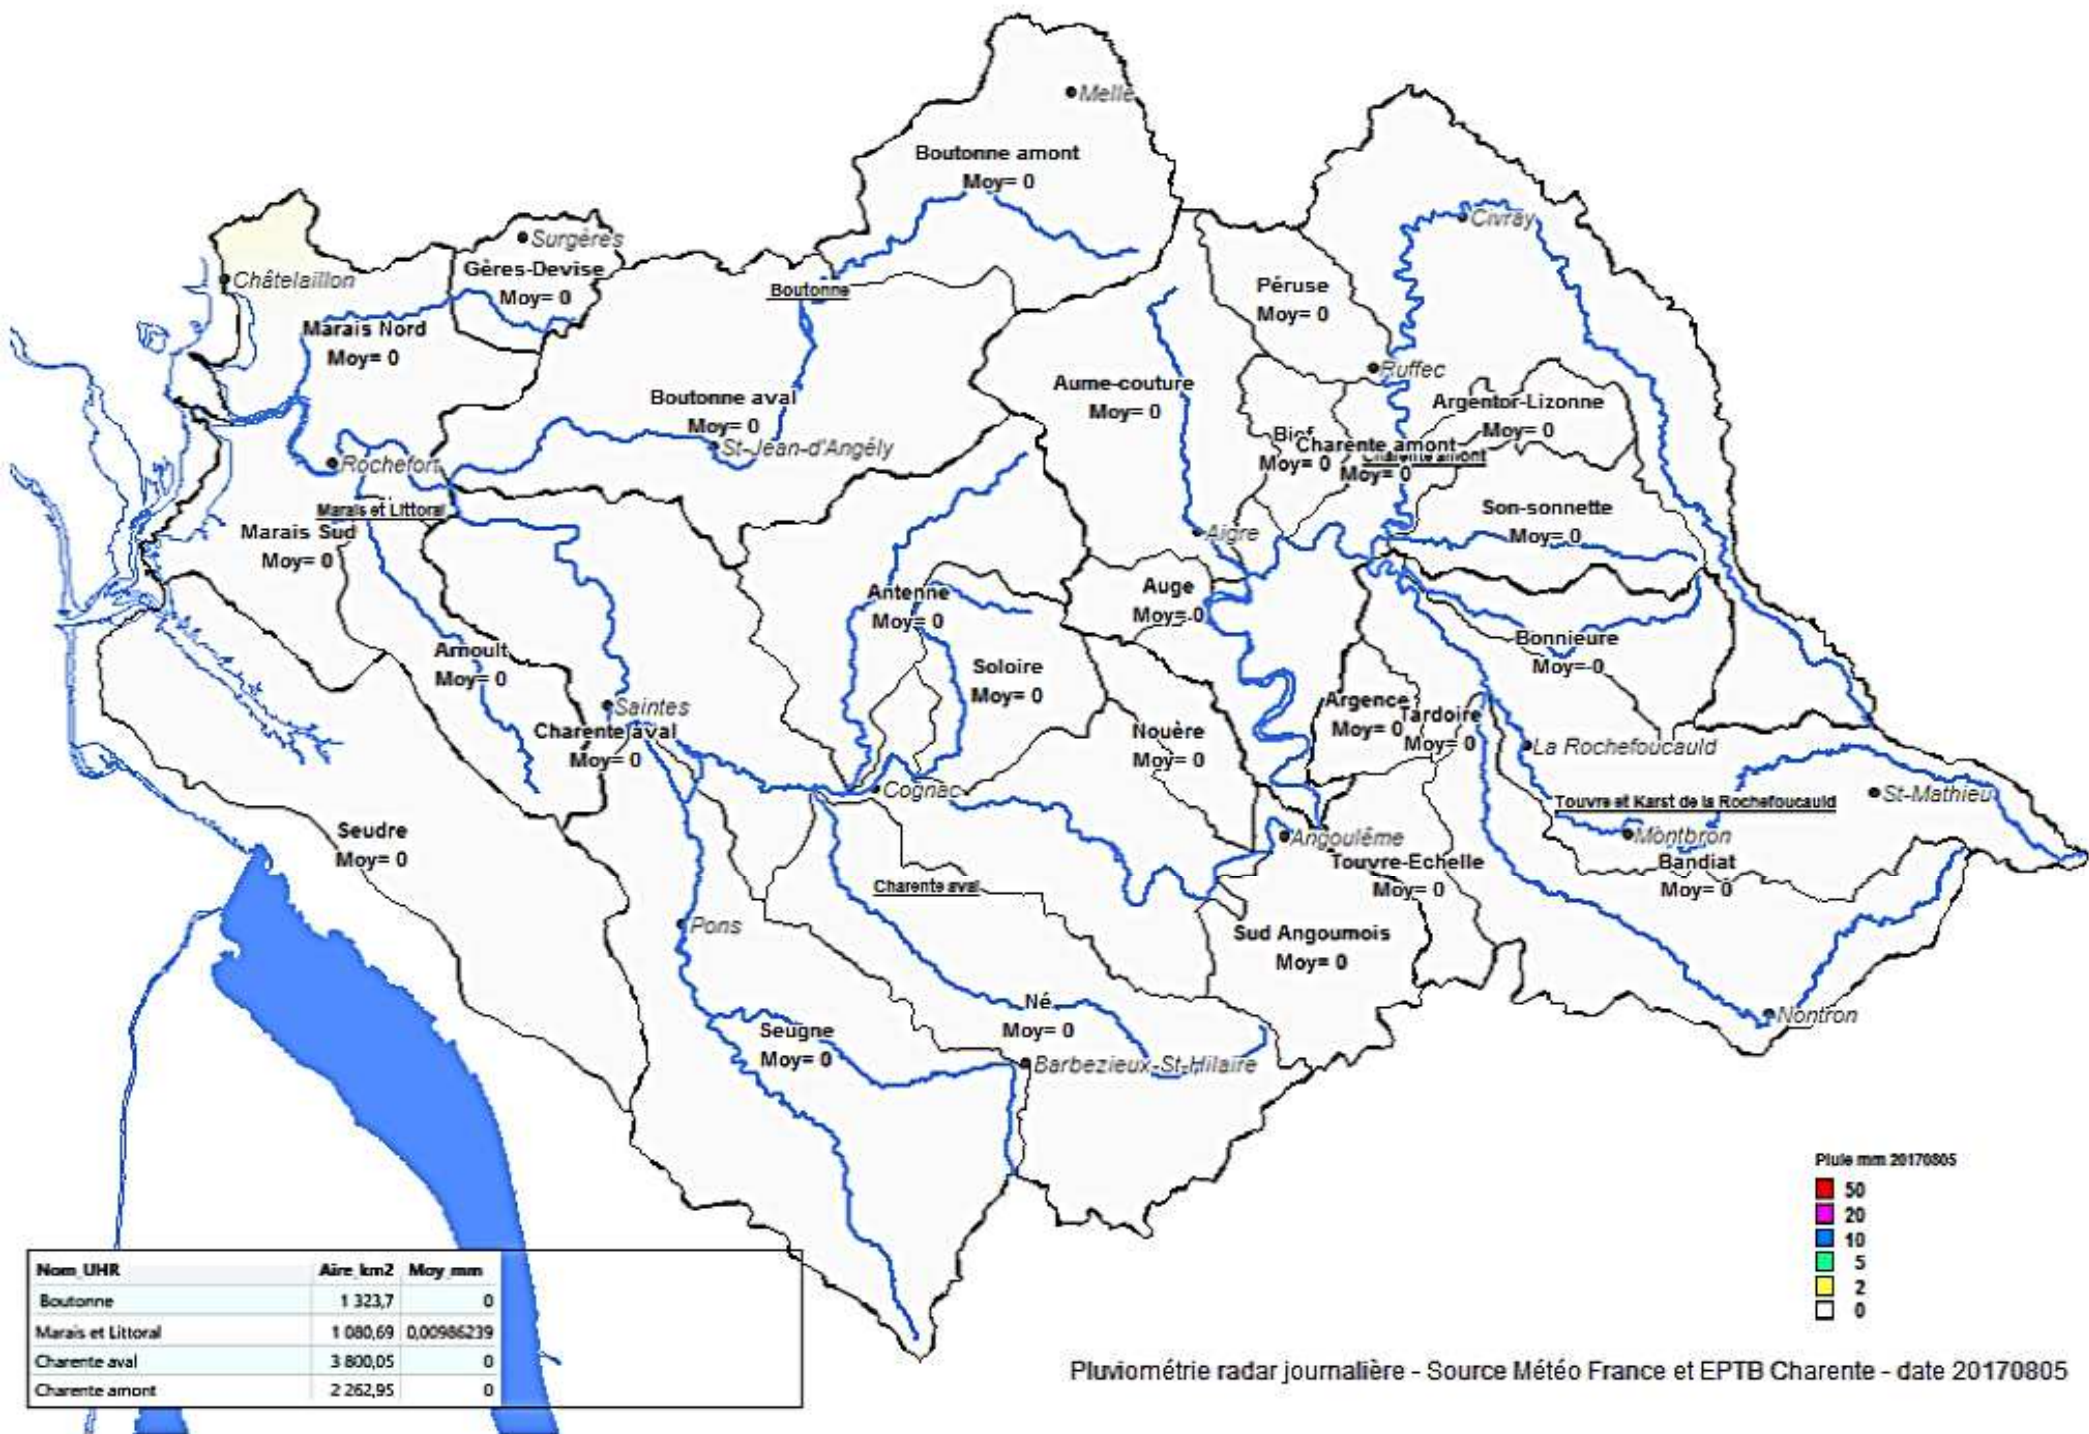 Melle
Boutonne amont
Moy= 0
Civray
Surgères
Châtelaillon
Gères-Devise
Moy= 0
Boutonne
Péruse
Moy= 0
Marais Nord
Moy= 0
Ruffec
Aume-couture
Moy= 0
Boutonne aval
Moy= 0
Argentor-Lizonne
Moy= 0
St-Jean-d'Angély
Bief
Moy= 0
Charente amont
Charente amont
Moy= 0
Rochefort
Marais et Littoral
Son-sonnette
Moy= 0
Marais Sud
Moy= 0
Aigre
Antenne
Moy= 0
Auge
Moy= 0
Bonnieure
Moy= 0
Arnoult
Moy= 0
Soloire
Moy= 0
Saintes
Argence
Moy= 0
Tardoire
Moy= 0
Charente aval
Moy= 0
Nouère
Moy= 0
La Rochefoucauld
Cognac
St-Mathieu
Touvre et Karst de la Rochefoucauld
Seudre
Moy= 0
Angoulême
Montbron
Touvre-Echelle
Moy= 0
Bandiat
Moy= 0
Charente aval
Pons
Sud Angoumois
Moy= 0
Né
Moy= 0
Nontron
Seugne
Moy= 0
Barbezieux-St-Hilaire
Pluie mm 20170805
50
20
10
5
2
0
Nom_UHR Aire_km2 Moy_mm
Boutonne 1 323,7 0
Marais et Littoral 1 080,69 0,00986239
Charente aval 3 800,05 0
Charente amont 2 262,95 0
Pluviométrie radar journalière - Source Météo France et EPTB Charente - date 20170805